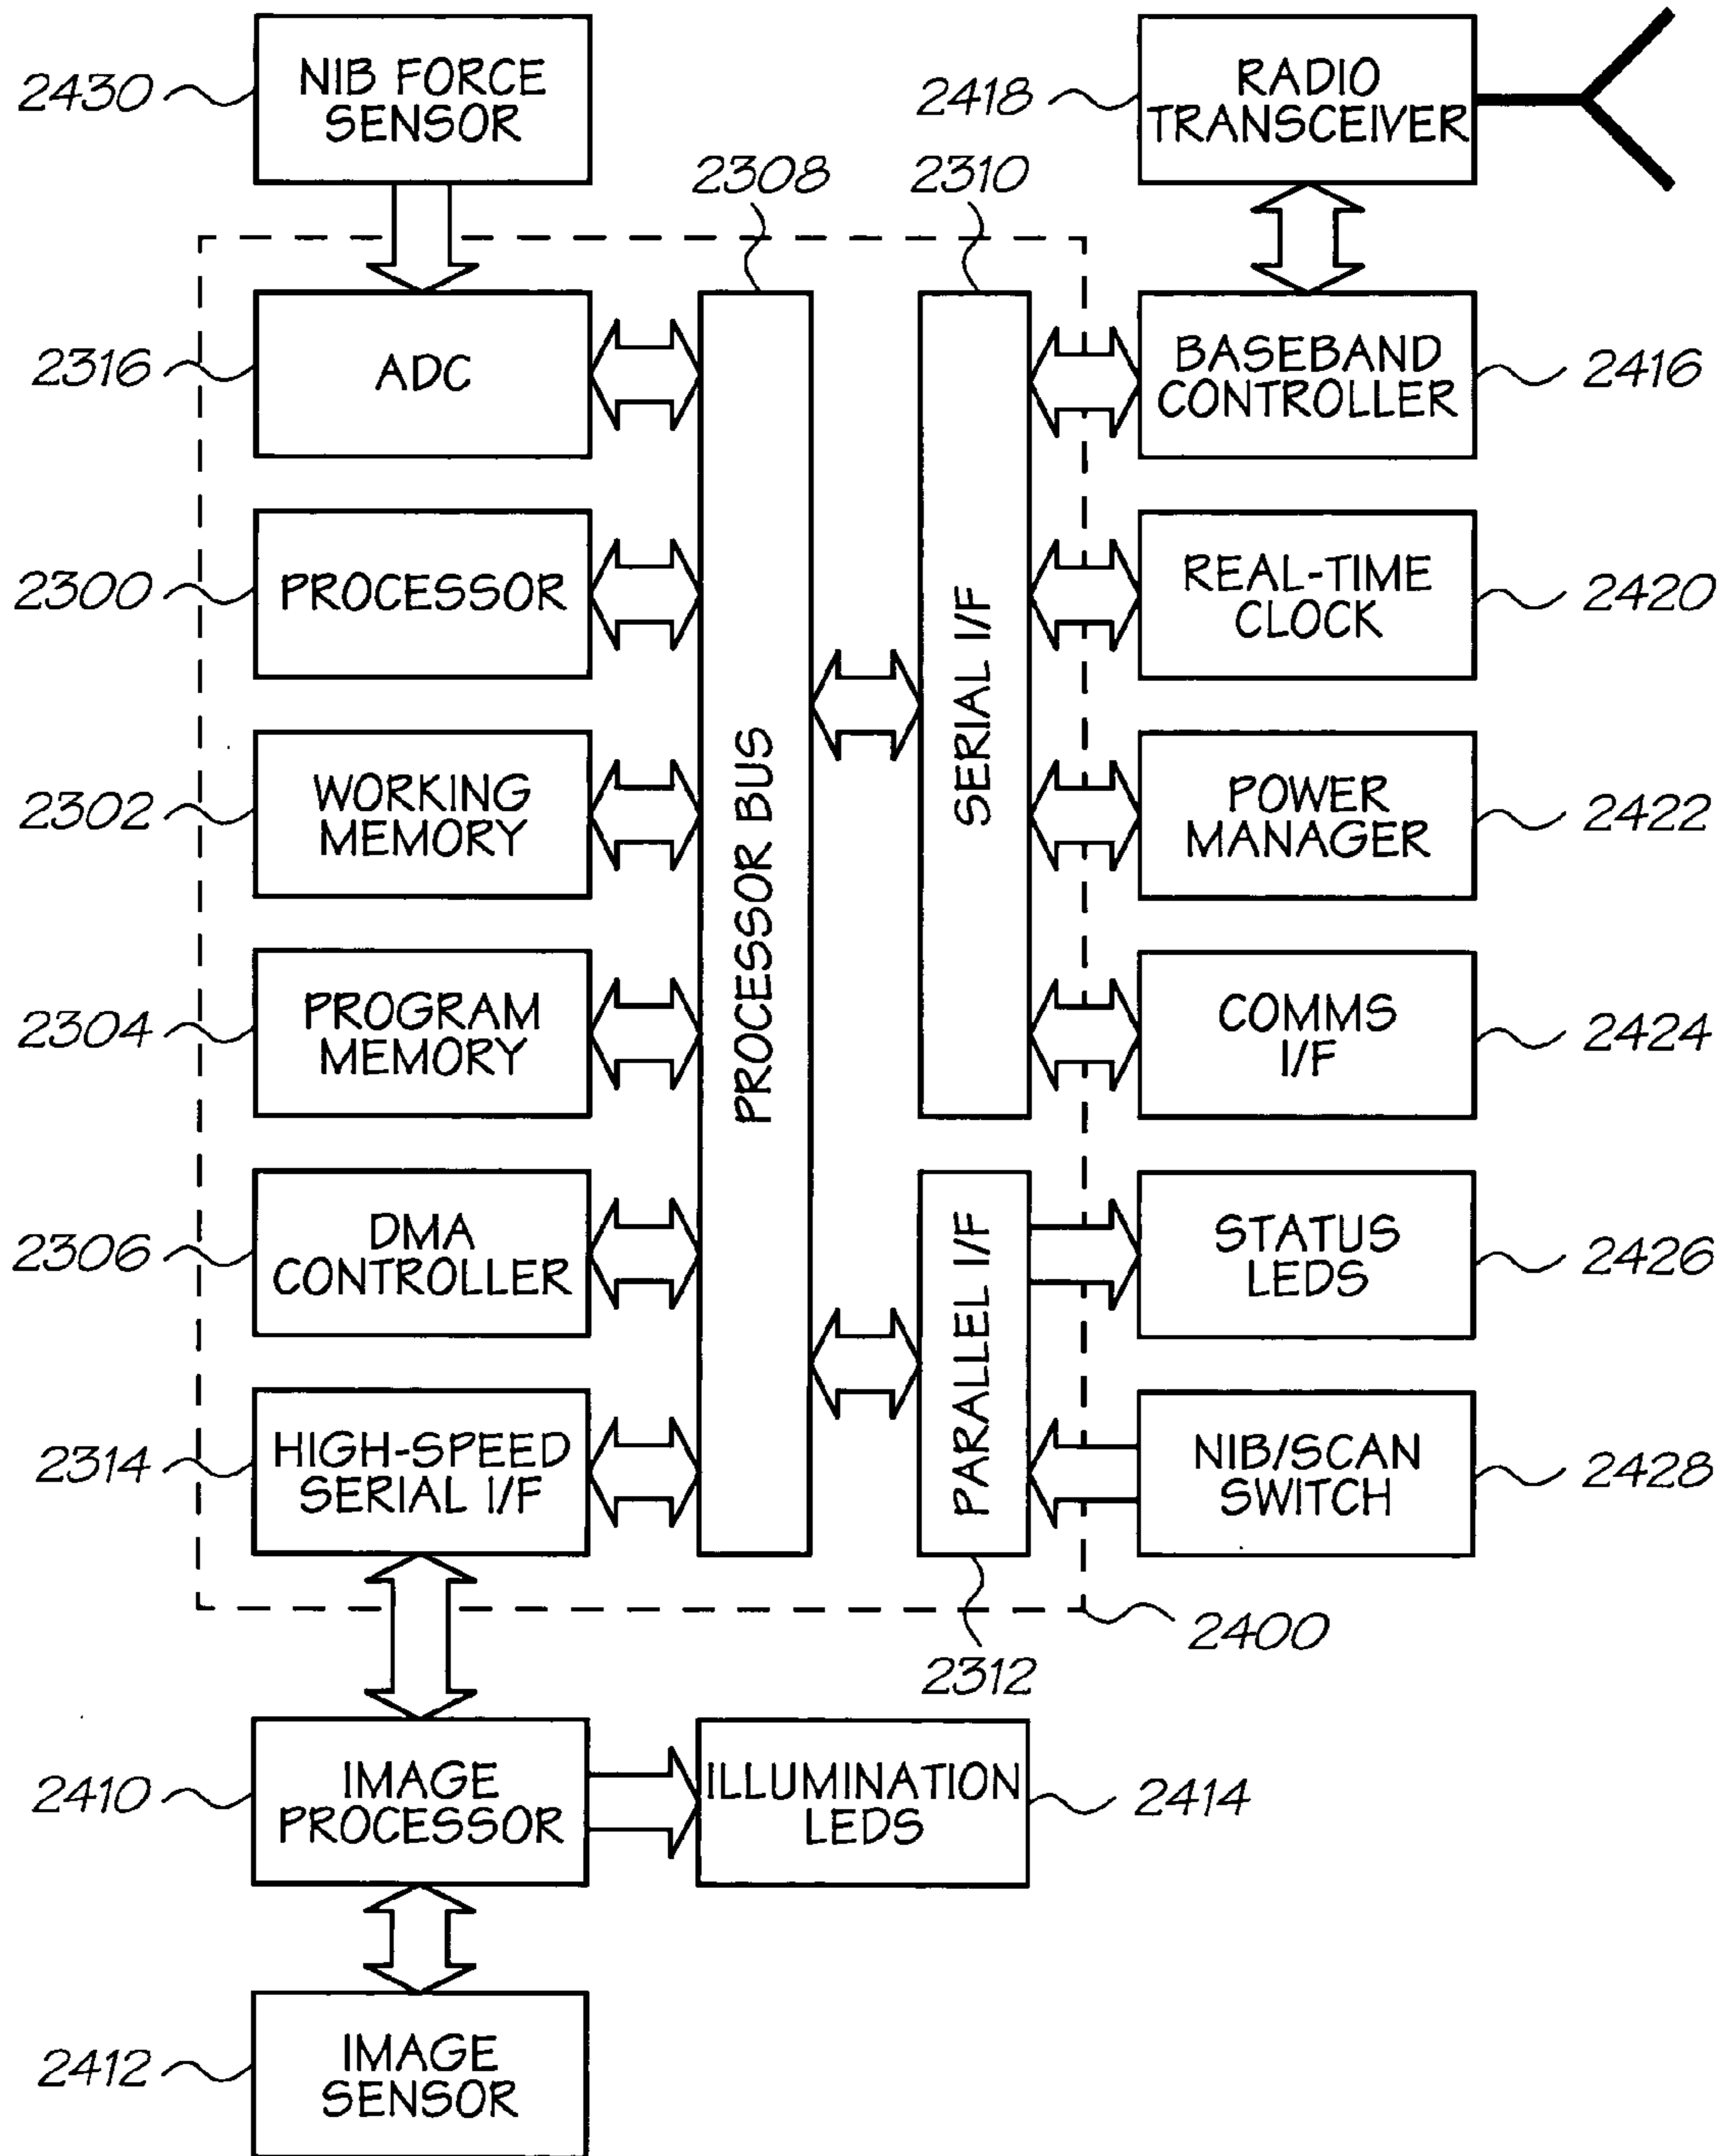 2430
NIB FORCE
SENSOR
2418
RADIO
TRANSCEIVER
2308
2310
2316
ADC
BASEBAND
CONTROLLER
2416
2300
PROCESSOR
REAL-TIME
CLOCK
2420
2302
WORKING
MEMORY
PROCESSOR BUS
SERIAL I/F
POWER
MANAGER
2422
2304
PROGRAM
MEMORY
COMMS
I/F
2424
2306
DMA
CONTROLLER
PARALLEL I/F
STATUS
LEDS
2426
2314
HIGH-SPEED
SERIAL I/F
NIB/SCAN
SWITCH
2428
2400
2312
2410
IMAGE
PROCESSOR
ILLUMINATION
LEDS
2414
2412
IMAGE
SENSOR